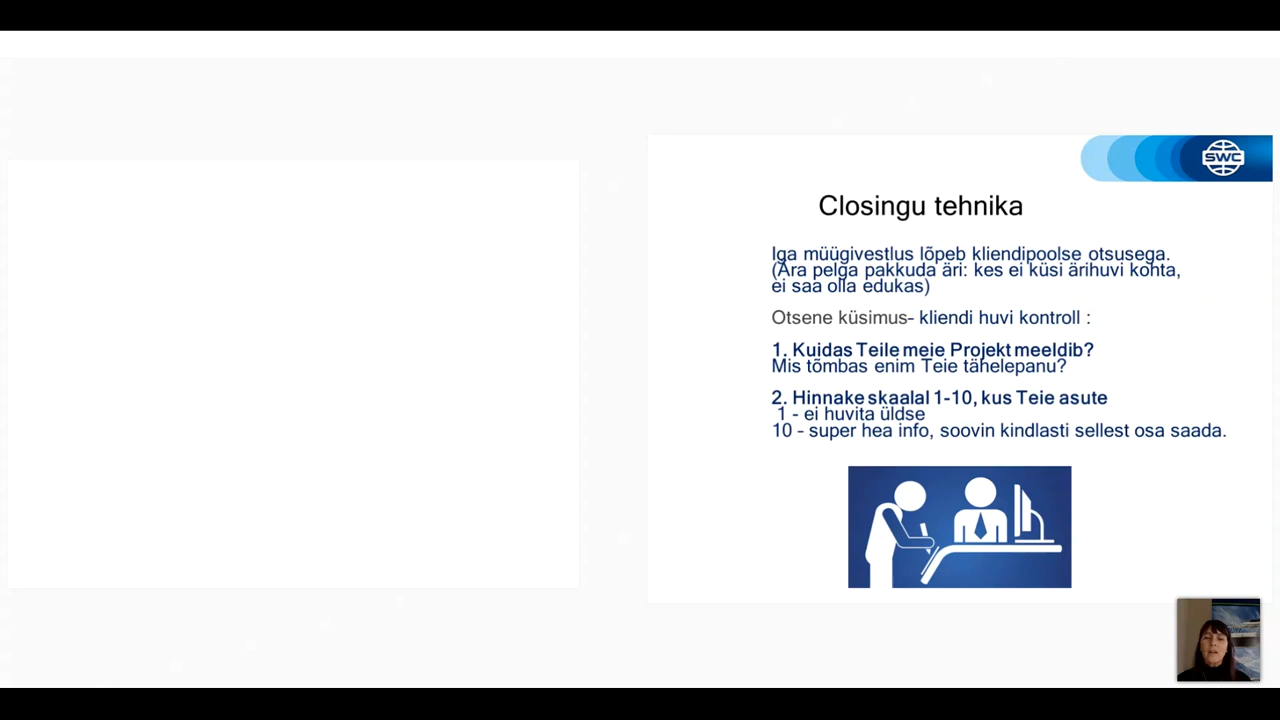 SWC
Closingu tehnika
Iga müügivestlus lõpeb kliendipoolse otsusega.
(Ära pelga pakkuda äri: kes ei küsi ärihuvi kohta,
ei saa olla edukas)
Otsene küsimus– kliendi huvi kontroll :
1. Kuidas Teile meie Projekt meeldib?
Mis tõmbas enim Teie tähelepanu?
2. Hinnake skaalal 1-10, kus Teie asute
1 - ei huvita üldse
10 - super hea info, soovin kindlasti sellest osa saada.